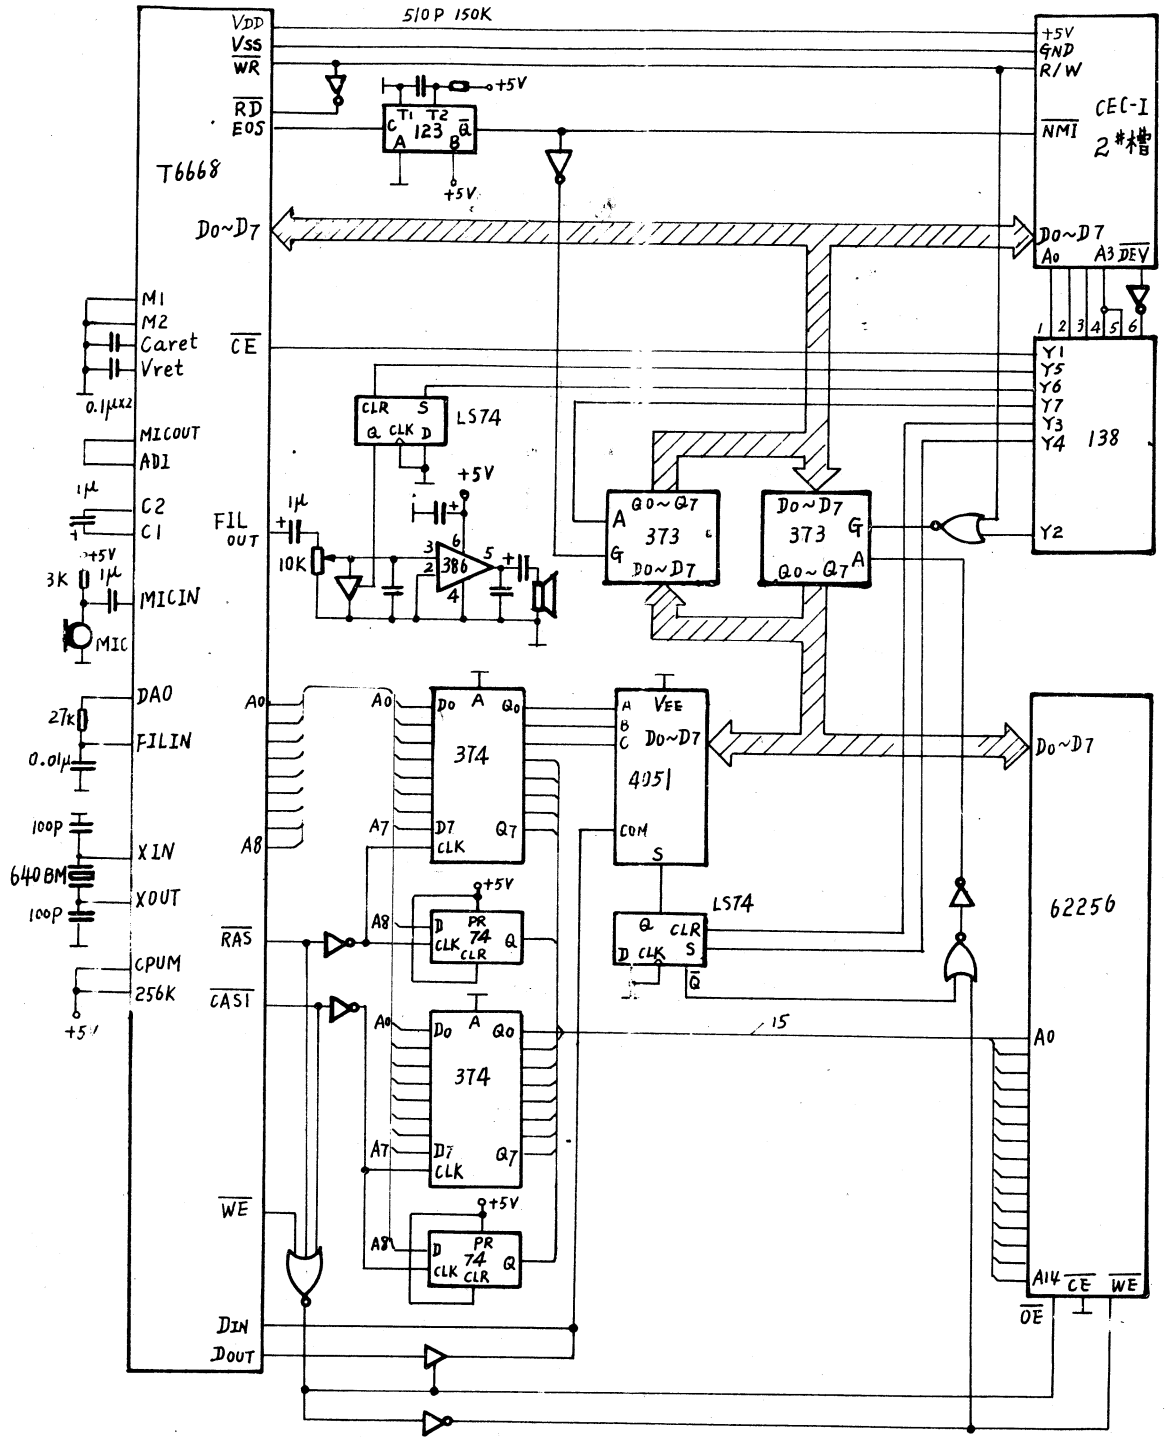 VDD
510P 150K
+5V
VSS
GND
WR
R/W
RD
T1 T2
+5V
CEC-I
EOS
C 123 Q
NMI
2#槽
A B
+5V
T6668
D0~D7
D0~D7
A0 A3 DEV
M1
M2
Caret
Vret
0.1μx2
CE
1 2 3 4 5 6
Y1
Y5
Y6
Y7
Y3
Y4
138
Y2
CLR S
LS74
Q CLK D
MICOUT
ADI
1μ
C2
C1
+
+5V
FIL
OUT
1μ
+
10K
+5V
+
6
3
386
5
2
4
+
Q0~Q7
A
373
G
D0~D7
D0~D7
373
G
A
Q0~Q7
3K
1μ
MICIN
MIC
DAO
27K
FILIN
0.01μ
100P
XIN
640BM
XOUT
100P
CPUM
256K
+5V
A0
A8
A0
D0 A Q0
374
A7 D7 Q7
CLK
A VEE
B
C D0~D7
4051
COM
S
D0~D7
62256
+5V
A8
D PR
CLK 74 Q
CLR
RAS
CAS1
Q CLR
LS74
D CLK S
Q
A0
D0 A Q0
374
A7 D7 Q7
CLK
15
A0
+5V
A8
D PR
CLK 74 Q
CLR
WE
DIN
DOUT
A14 CE WE
OE